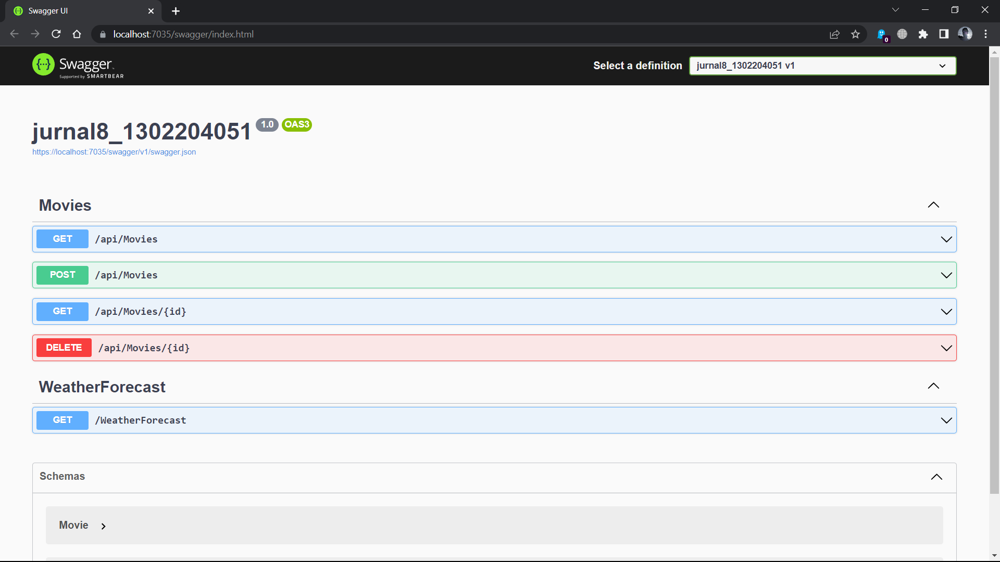 Swagger UI
localhost:7035/swagger/index.html
0
Swagger
Supported by SMARTBEAR
Select a definition
jurnal8_1302204051 v1
jurnal8_1302204051 1.0 OAS3
https://localhost:7035/swagger/v1/swagger.json
Movies
GET /api/Movies
POST /api/Movies
GET /api/Movies/{id}
DELETE /api/Movies/{id}
WeatherForecast
GET /WeatherForecast
Schemas
Movie